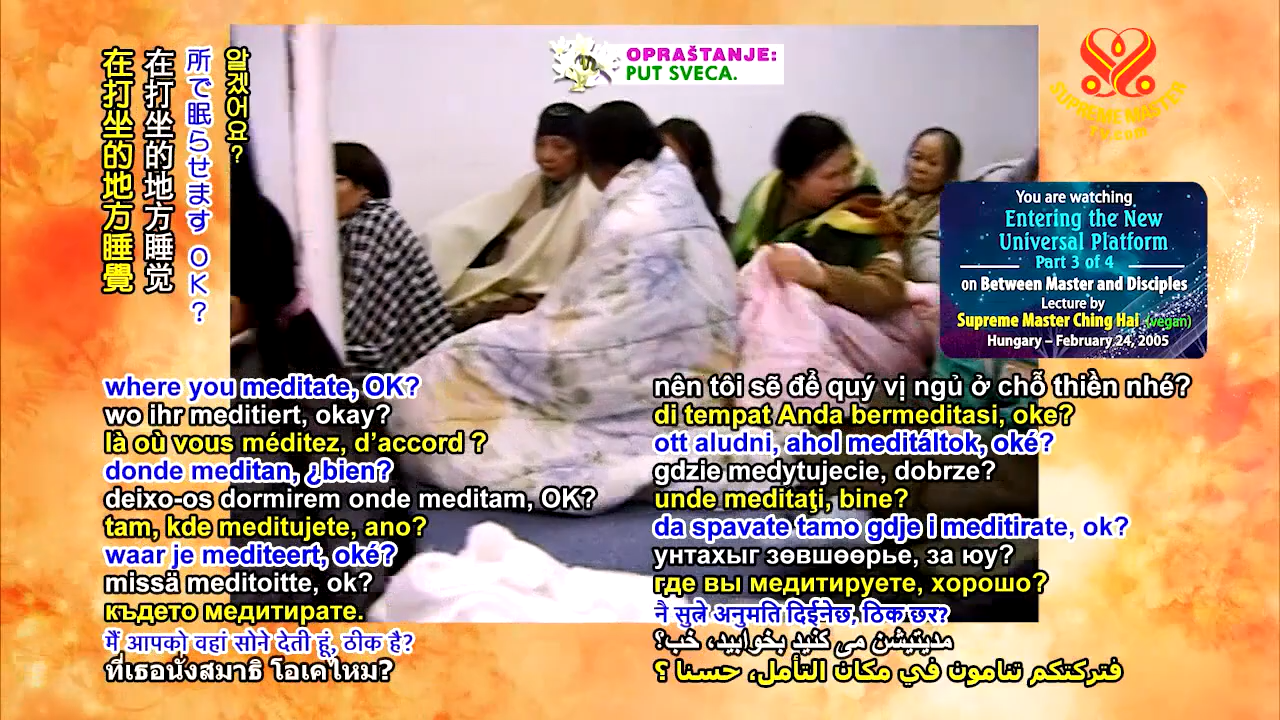 알겠어요?
所で眠らせます OK？
在打坐的地方睡觉
在打坐的地方睡覺
OPRAŠTANJE:
PUT SVECA.
SUPREME MASTER
TV.com
You are watching
Entering the New
Universal Platform
Part 3 of 4
on Between Master and Disciples
Lecture by
Supreme Master Ching Hai (vegan)
Hungary – February 24, 2005
where you meditate, OK?
wo ihr meditiert, okay?
là où vous méditez, d’accord ?
donde meditan, ¿bien?
deixo-os dormirem onde meditam, OK?
tam, kde meditujete, ano?
waar je mediteert, oké?
missä meditoitte, ok?
където медитирате.
मैं आपको वहां सोने देती हूं, ठीक है?
ที่เธอนั่งสมาธิ โอเคไหม?
nên tôi sẽ để quý vị ngủ ở chỗ thiền nhé?
di tempat Anda bermeditasi, oke?
ott aludni, ahol meditáltok, oké?
gdzie medytujecie, dobrze?
unde meditaţi, bine?
da spavate tamo gdje i meditirate, ok?
унтахыг зөвшөөрье, за юу?
где вы медитируете, хорошо?
नै सुत्ने अनुमति दिईनेछ, ठिक छर?
مدیتیشن می کنید بخوابید، خب؟
فتركتكم تنامون في مكان التأمل، حسنا ؟